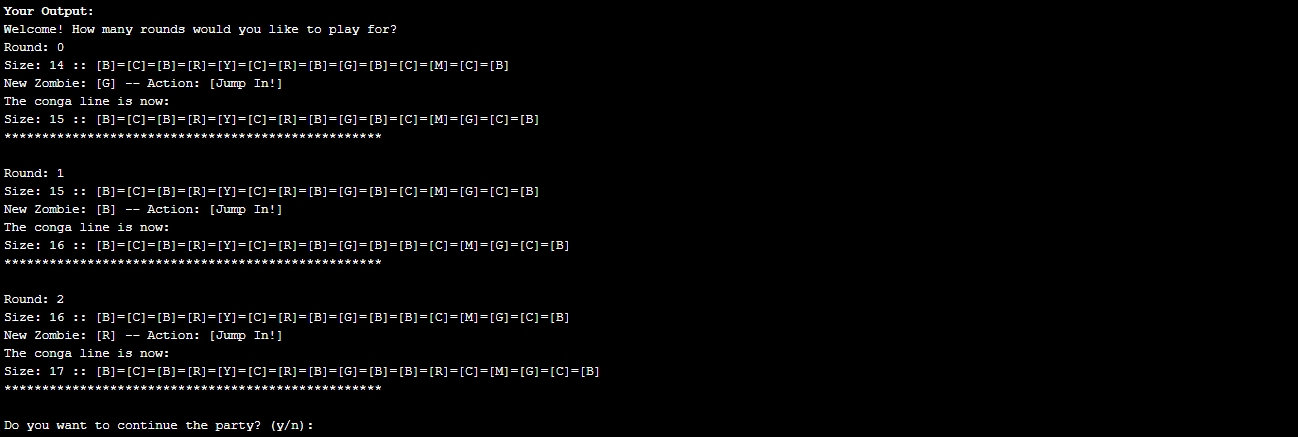 Your Output:
Welcome! How many rounds would you like to play for?
Round: 0
Size: 14 :: [B]=[C]=[B]=[R]=[Y]=[C]=[R]=[B]=[G]=[B]=[C]=[M]=[C]=[B]
New Zombie: [G] -- Action: [Jump In!]
The conga line is now:
Size: 15 :: [B]=[C]=[B]=[R]=[Y]=[C]=[R]=[B]=[G]=[B]=[C]=[M]=[G]=[C]=[B]
**************************************************
Round: 1
Size: 15 :: [B]=[C]=[B]=[R]=[Y]=[C]=[R]=[B]=[G]=[B]=[C]=[M]=[G]=[C]=[B]
New Zombie: [B] -- Action: [Jump In!]
The conga line is now:
Size: 16 :: [B]=[C]=[B]=[R]=[Y]=[C]=[R]=[B]=[G]=[B]=[B]=[C]=[M]=[G]=[C]=[B]
**************************************************
Round: 2
Size: 16 :: [B]=[C]=[B]=[R]=[Y]=[C]=[R]=[B]=[G]=[B]=[B]=[C]=[M]=[G]=[C]=[B]
New Zombie: [R] -- Action: [Jump In!]
The conga line is now:
Size: 17 :: [B]=[C]=[B]=[R]=[Y]=[C]=[R]=[B]=[G]=[B]=[B]=[R]=[C]=[M]=[G]=[C]=[B]
**************************************************
Do you want to continue the party? (y/n):